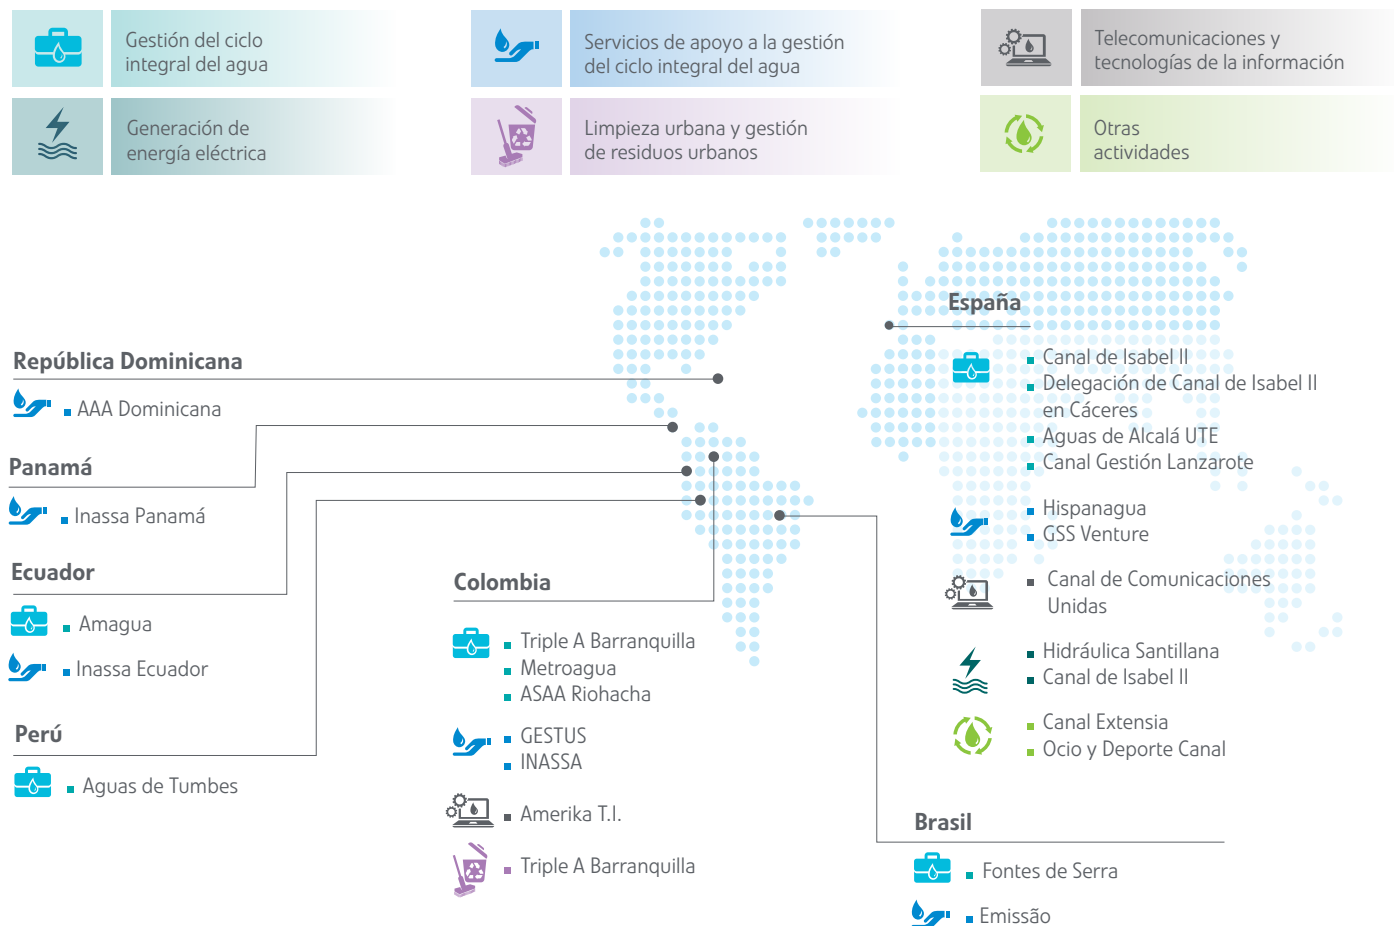 Gestión del ciclo
integral del agua
Servicios de apoyo a la gestión
del ciclo integral del agua
Telecomunicaciones y
tecnologías de la información
Generación de
energía eléctrica
Limpieza urbana y gestión
de residuos urbanos
Otras
actividades
República Dominicana
AAA Dominicana
Panamá
Inassa Panamá
Ecuador
Amagua
Inassa Ecuador
Perú
Aguas de Tumbes
Colombia
Triple A Barranquilla
Metroagua
ASAA Riohacha
GESTUS
INASSA
Amerika T.I.
Triple A Barranquilla
España
Canal de Isabel II
Delegación de Canal de Isabel II
en Cáceres
Aguas de Alcalá UTE
Canal Gestión Lanzarote
Hispanagua
GSS Venture
Canal de Comunicaciones
Unidas
Hidráulica Santillana
Canal de Isabel II
Canal Extensia
Ocio y Deporte Canal
Brasil
Fontes de Serra
Emissão